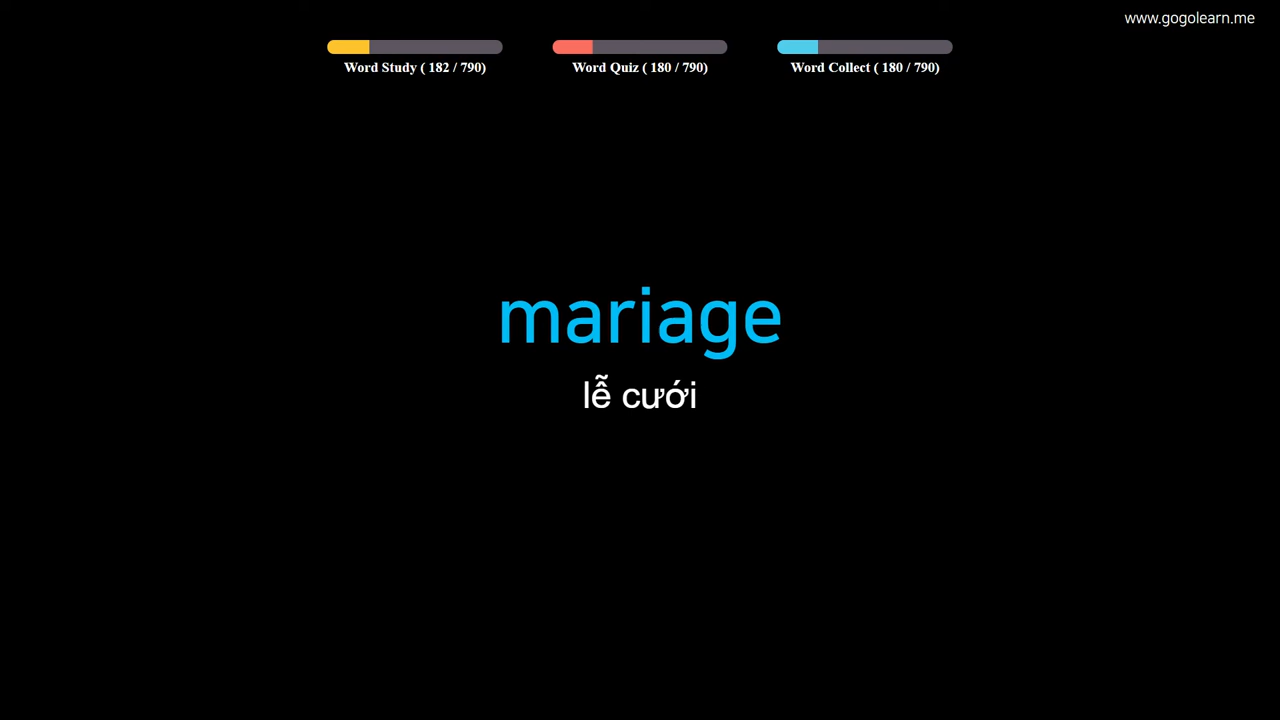 www.gogolearn.me
Word Study ( 182 / 790)
Word Quiz ( 180 / 790)
Word Collect ( 180 / 790)
mariage
lễ cưới